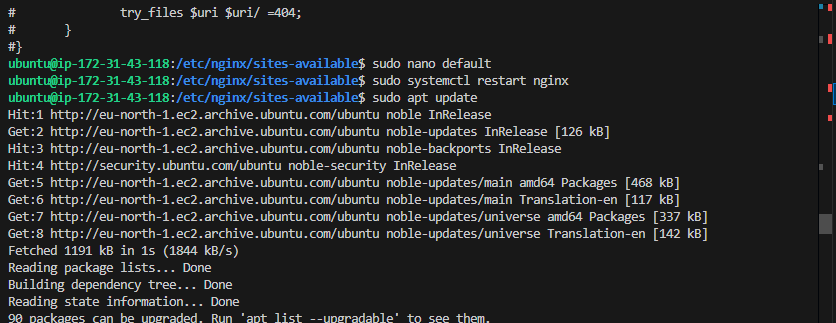 #               try_files $uri $uri/ =404;
#       }
#}
ubuntu@ip-172-31-43-118:/etc/nginx/sites-available$ sudo nano default
ubuntu@ip-172-31-43-118:/etc/nginx/sites-available$ sudo systemctl restart nginx
ubuntu@ip-172-31-43-118:/etc/nginx/sites-available$ sudo apt update
Hit:1 http://eu-north-1.ec2.archive.ubuntu.com/ubuntu noble InRelease
Get:2 http://eu-north-1.ec2.archive.ubuntu.com/ubuntu noble-updates InRelease [126 kB]
Hit:3 http://eu-north-1.ec2.archive.ubuntu.com/ubuntu noble-backports InRelease
Hit:4 http://security.ubuntu.com/ubuntu noble-security InRelease
Get:5 http://eu-north-1.ec2.archive.ubuntu.com/ubuntu noble-updates/main amd64 Packages [468 kB]
Get:6 http://eu-north-1.ec2.archive.ubuntu.com/ubuntu noble-updates/main Translation-en [117 kB]
Get:7 http://eu-north-1.ec2.archive.ubuntu.com/ubuntu noble-updates/universe amd64 Packages [337 kB]
Get:8 http://eu-north-1.ec2.archive.ubuntu.com/ubuntu noble-updates/universe Translation-en [142 kB]
Fetched 1191 kB in 1s (1844 kB/s)
Reading package lists... Done
Building dependency tree... Done
Reading state information... Done
90 packages can be upgraded. Run 'apt list --upgradable' to see them.